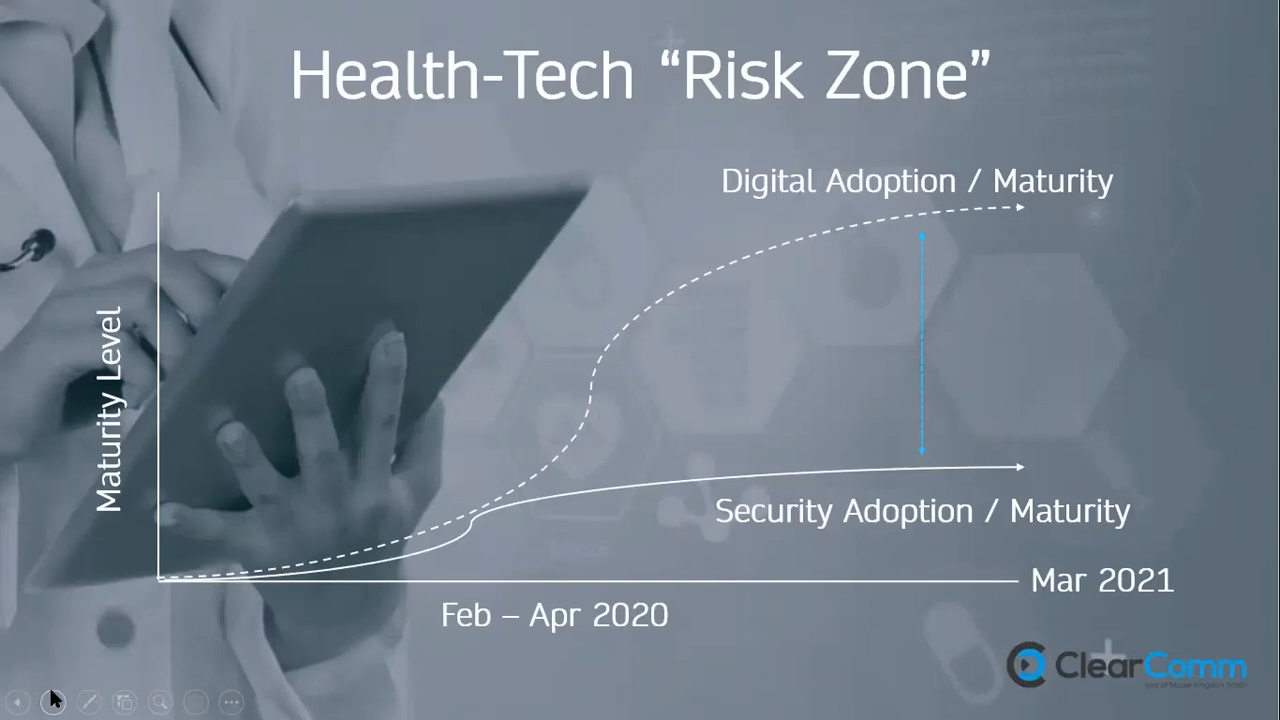 Health-Tech “Risk Zone”
Digital Adoption / Maturity
Maturity Level
Security Adoption / Maturity
Mar 2021
Feb – Apr 2020
ClearComm